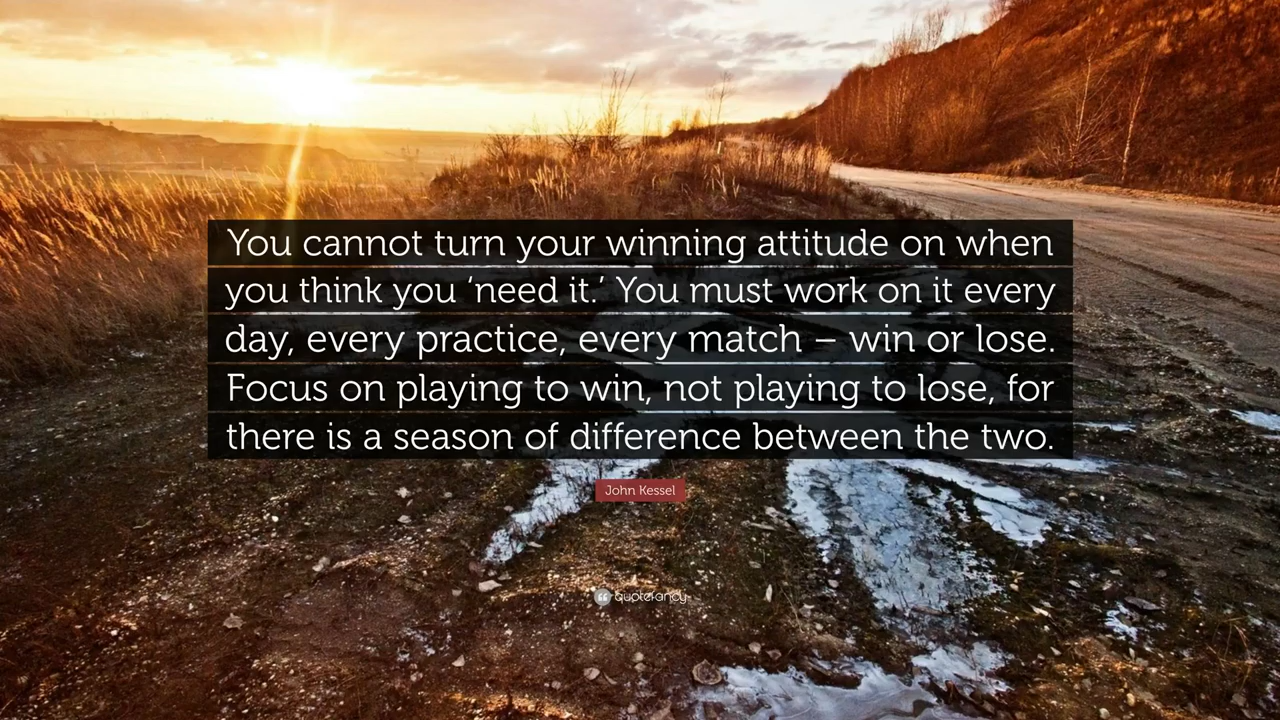 You cannot turn your winning attitude on when
you think you ‘need it.’ You must work on it every
day, every practice, every match – win or lose.
Focus on playing to win, not playing to lose, for
there is a season of difference between the two.
John Kessel
quotefancy